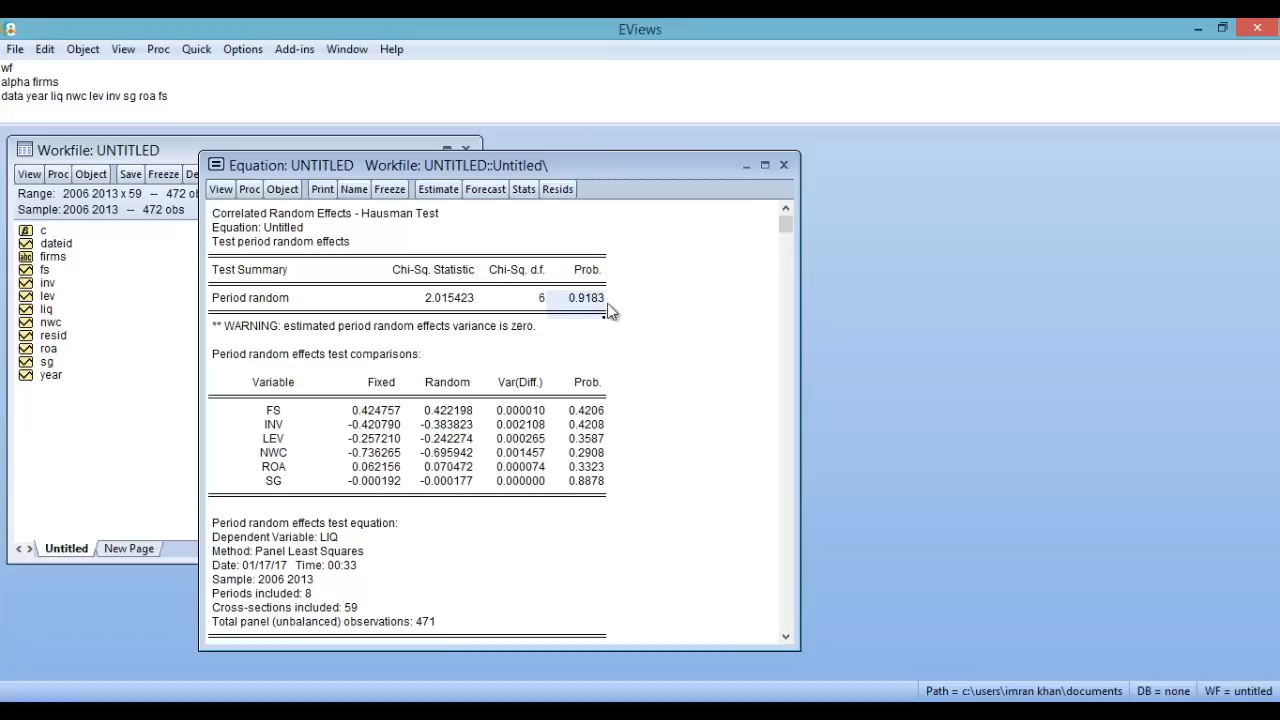 EViews
File Edit Object View Proc Quick Options Add-ins Window Help
wf
alpha firms
data year liq nwc lev inv sg roa fs
Workfile: UNTITLED
View Proc Object Save Freeze De
Range: 2006 2013 x 59 -- 472 ob
Sample: 2006 2013 -- 472 obs
c
dateid
firms
fs
inv
lev
liq
nwc
resid
roa
sg
year
Untitled New Page
Equation: UNTITLED Workfile: UNTITLED::Untitled\
View Proc Object Print Name Freeze Estimate Forecast Stats Resids
Correlated Random Effects - Hausman Test
Equation: Untitled
Test period random effects
Test Summary Chi-Sq. Statistic Chi-Sq. d.f. Prob.
Period random 2.015423 6 0.9183
** WARNING: estimated period random effects variance is zero.
Period random effects test comparisons:
Variable Fixed Random Var(Diff.) Prob.
FS 0.424757 0.422198 0.000010 0.4206
INV -0.420790 -0.383823 0.002108 0.4208
LEV -0.257210 -0.242274 0.000265 0.3587
NWC -0.736265 -0.695942 0.001457 0.2908
ROA 0.062156 0.070472 0.000074 0.3323
SG -0.000192 -0.000177 0.000000 0.8878
Period random effects test equation:
Dependent Variable: LIQ
Method: Panel Least Squares
Date: 01/17/17 Time: 00:33
Sample: 2006 2013
Periods included: 8
Cross-sections included: 59
Total panel (unbalanced) observations: 471
Path = c:\users\imran khan\documents DB = none WF = untitled